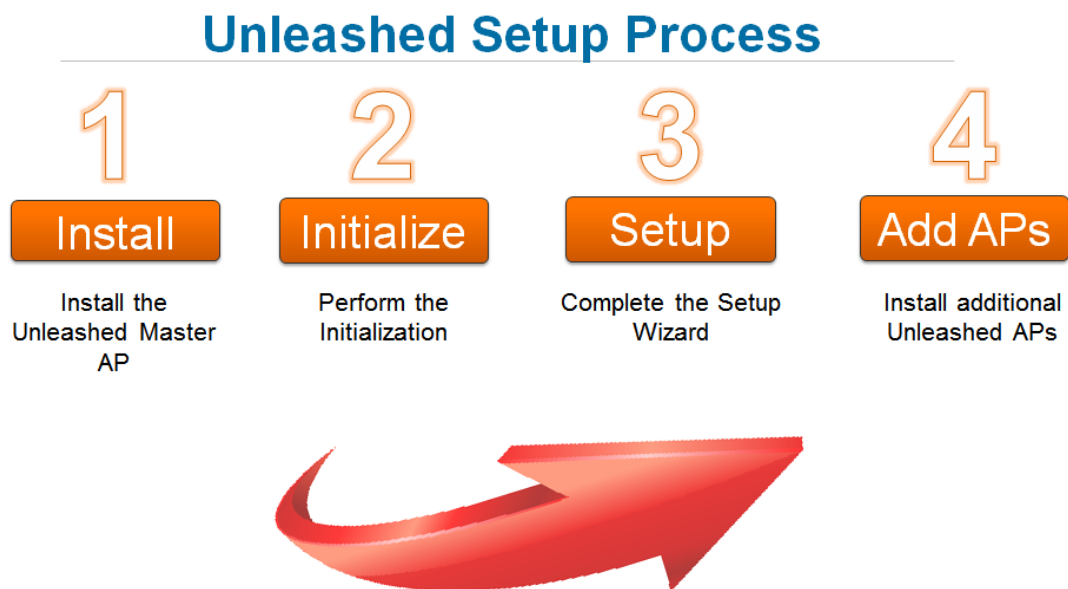 Unleashed Setup Process
1
Install
Install the
Unleashed Master
AP
2
Initialize
Perform the
Initialization
3
Setup
Complete the Setup
Wizard
4
Add APs
Install additional
Unleashed APs